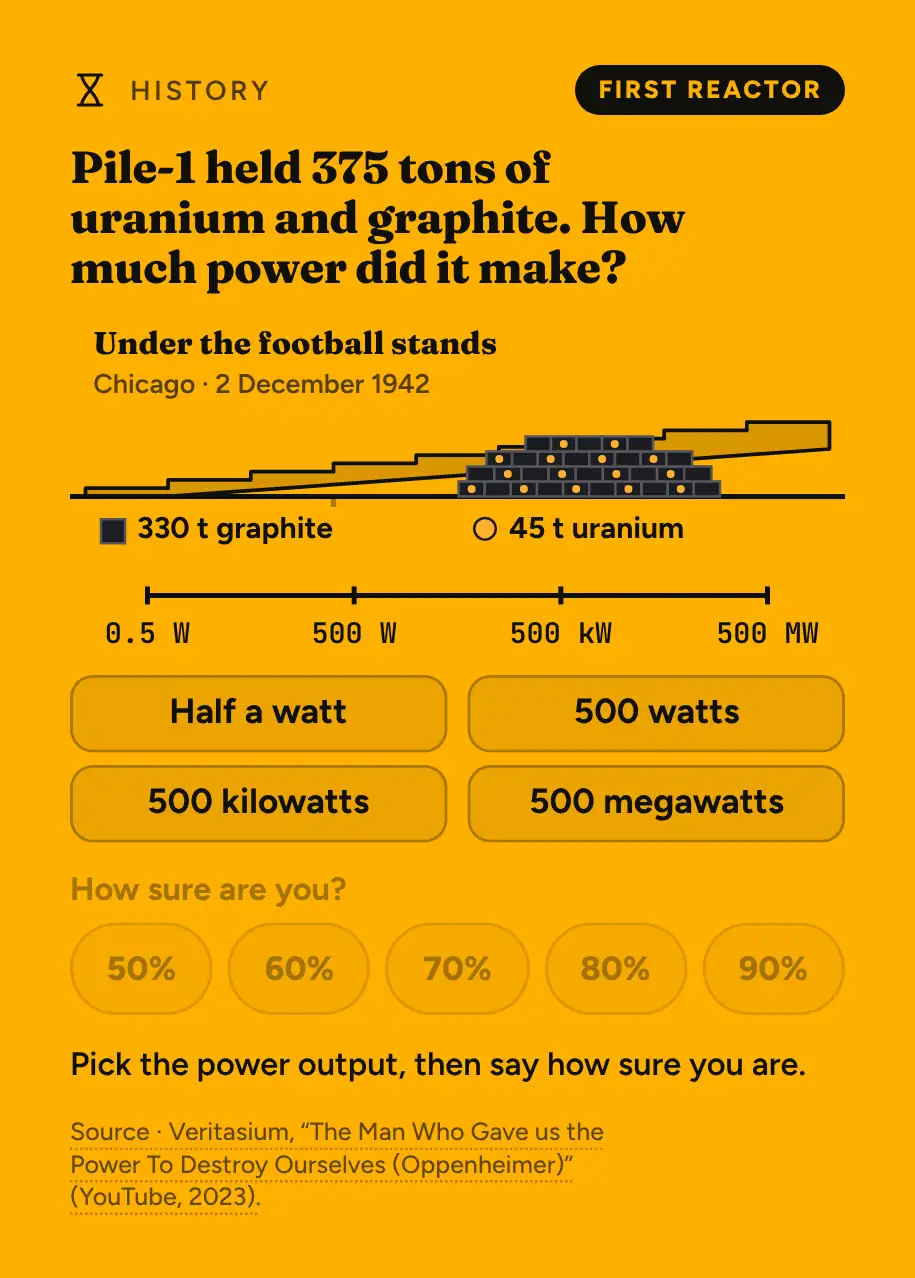 HISTORY
FIRST REACTOR
Pile-1 held 375 tons of
uranium and graphite. How
much power did it make?
Under the football stands
Chicago · 2 December 1942
330 t graphite
45 t uranium
0.5 W
500 W
500 kW
500 MW
Half a watt
500 watts
500 kilowatts
500 megawatts
How sure are you?
50%
60%
70%
80%
90%
Pick the power output, then say how sure you are.
Source · Veritasium, “The Man Who Gave us the
Power To Destroy Ourselves (Oppenheimer)”
(YouTube, 2023).